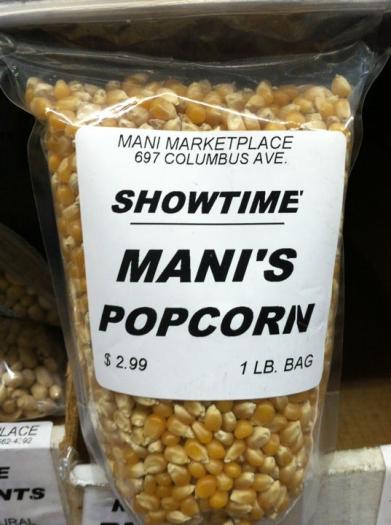 MANI MARKETPLACE
697 COLUMBUS AVE.
SHOWTIME
MANI'S
POPCORN
$2.99
1 LB. BAG
LACE
NTS